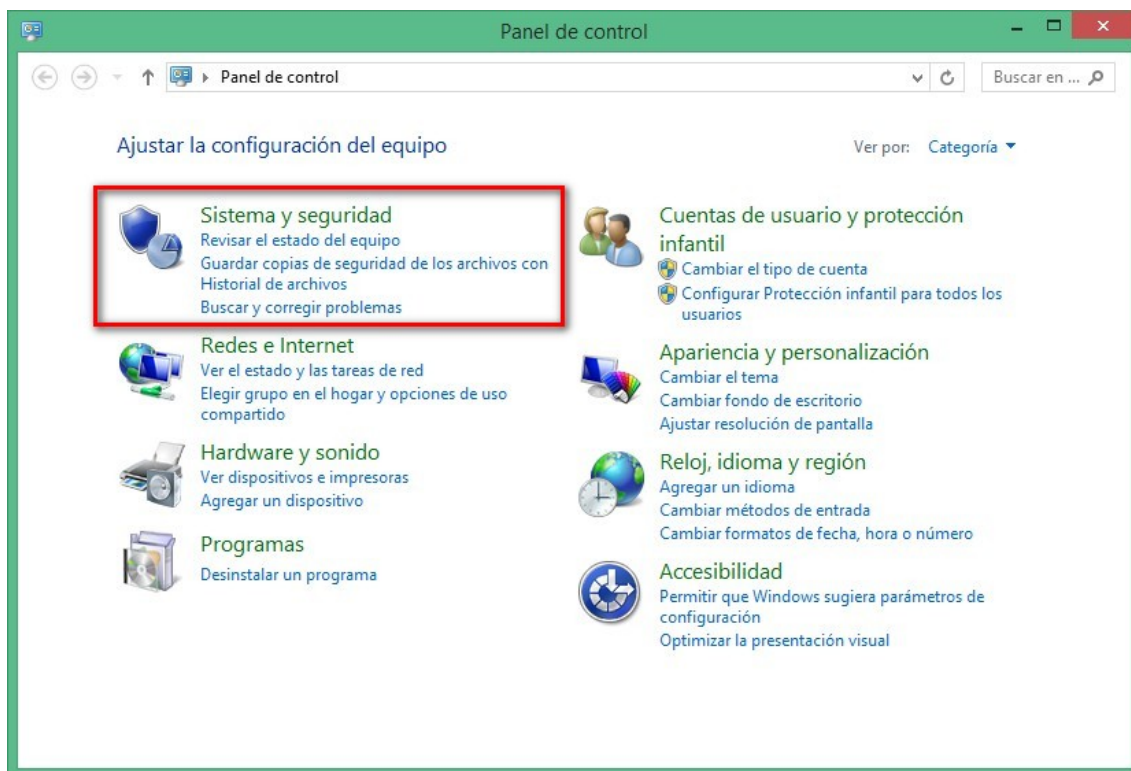 Panel de control
Panel de control
Buscar en ...
Ajustar la configuración del equipo
Ver por: Categoría
Sistema y seguridad
Revisar el estado del equipo
Guardar copias de seguridad de los archivos con
Historial de archivos
Buscar y corregir problemas
Redes e Internet
Ver el estado y las tareas de red
Elegir grupo en el hogar y opciones de uso
compartido
Hardware y sonido
Ver dispositivos e impresoras
Agregar un dispositivo
Programas
Desinstalar un programa
Cuentas de usuario y protección
infantil
Cambiar el tipo de cuenta
Configurar Protección infantil para todos los
usuarios
Apariencia y personalización
Cambiar el tema
Cambiar fondo de escritorio
Ajustar resolución de pantalla
Reloj, idioma y región
Agregar un idioma
Cambiar métodos de entrada
Cambiar formatos de fecha, hora o número
Accesibilidad
Permitir que Windows sugiera parámetros de
configuración
Optimizar la presentación visual